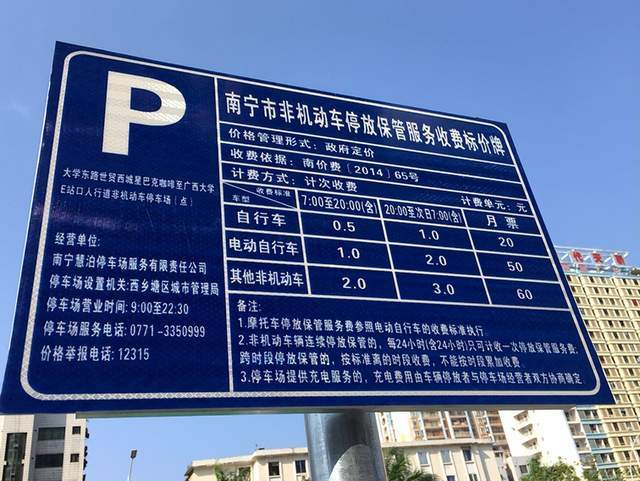 P
大学东路世贸西城星巴克咖啡至广西大学
E站口人行道非机动车停车场（点）
经营单位:
南宁慧泊停车场服务有限责任公司
停车场设置机关:西乡塘区城市管理局
停车场营业时间: 9:00至22:30
停车场服务电话: 0771-3350999
价格举报电话: 12315
南宁市非机动车停放保管服务收费标价牌
价格管理形式: 政府定价
收费依据: 南价费〔2014〕65号
计费方式: 计次收费 计费单位: 元
收费标准 车型 7:00至20:00(含) 20:00至次日7:00(含) 月票
自行车 0.5 1.0 20
电动自行车 1.0 2.0 50
其他非机动车 2.0 3.0 60
备注:
1.摩托车停放保管服务费参照电动自行车的收费标准执行.
2.非机动车辆连续停放保管的, 每24小时(含24小时)只可计收一次停放保管服务费;
跨时段停放保管的, 按标准高的时段收费, 不能按时段累加收费.
3.停车场提供充电服务的, 充电费用由车辆停放者与停车场经营者双方协商确定.